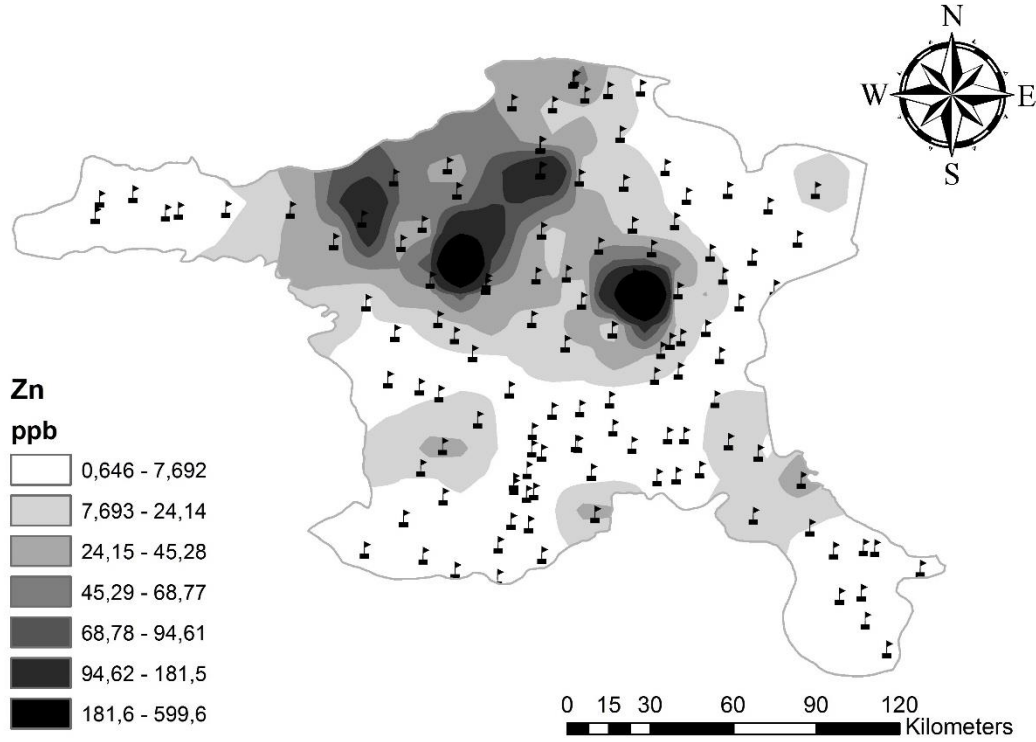 N
W E
S
Zn
ppb
0,646 - 7,692
7,693 - 24,14
24,15 - 45,28
45,29 - 68,77
68,78 - 94,61
94,62 - 181,5
181,6 - 599,6
0 15 30 60 90 120
Kilometers